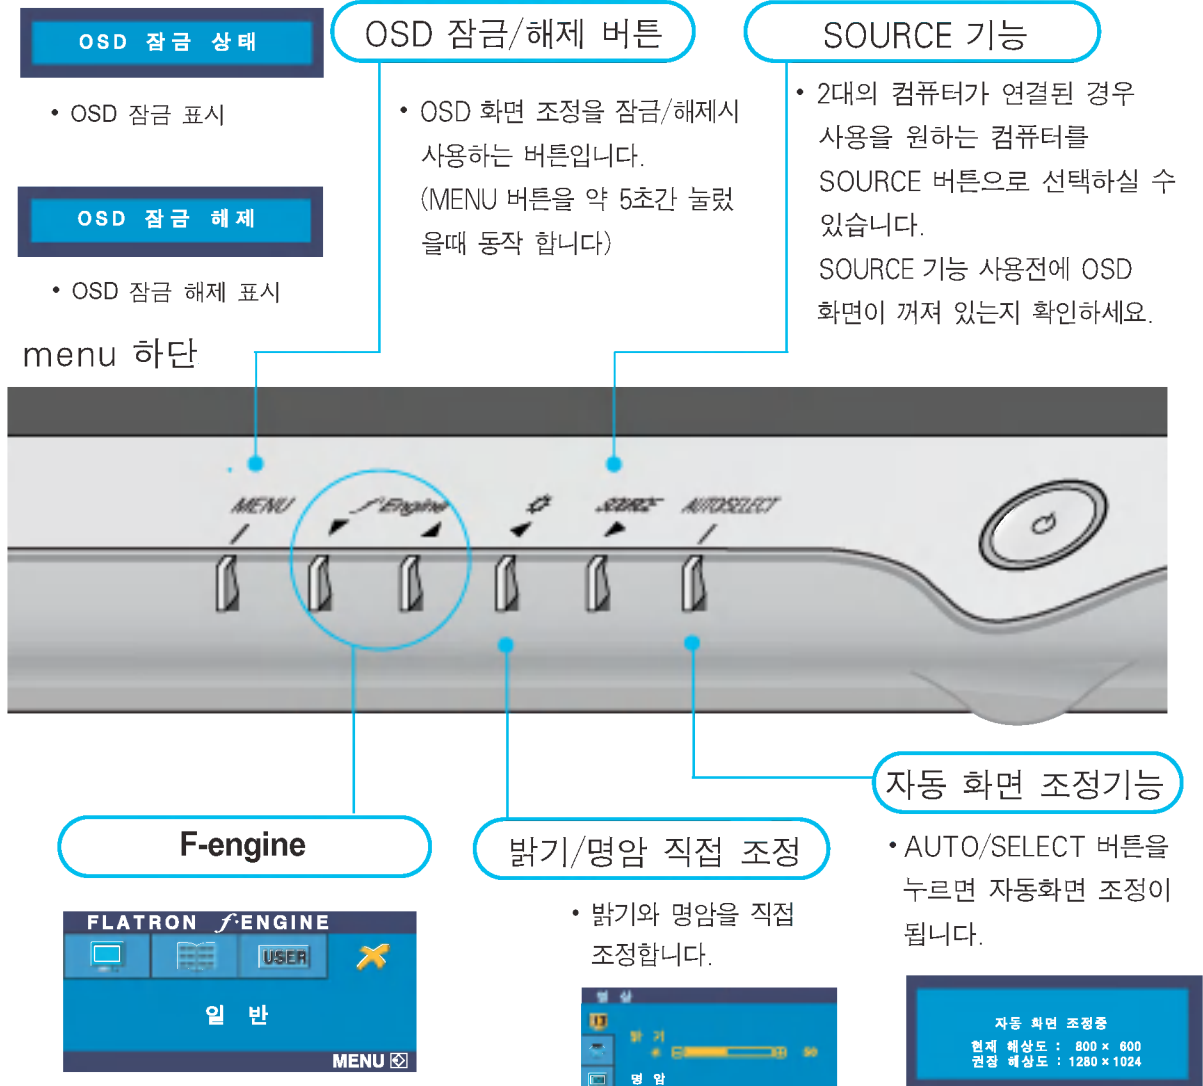 OSD 잠금 상태
• OSD 잠금 표시
OSD 잠금 해제
• OSD 잠금 해제 표시
OSD 잠금/해제 버튼
• OSD 화면 조정을 잠금/해제시
사용하는 버튼입니다.
(MENU 버튼을 약 5초간 눌렀
을때 동작 합니다)
SOURCE 기능
• 2대의 컴퓨터가 연결된 경우
사용을 원하는 컴퓨터를
SOURCE 버튼으로 선택하실 수
있습니다.
SOURCE 기능 사용전에 OSD
화면이 꺼져 있는지 확인하세요.
menu 하단
MENU
f·Engine
SOURCE
AUTO/SELECT
F-engine
FLATRON f·ENGINE
USER
일 반
MENU
밝기/명암 직접 조정
• 밝기와 명암을 직접
조정합니다.
영 상
밝 기
50
명 암
자동 화면 조정기능
• AUTO/SELECT 버튼을
누르면 자동화면 조정이
됩니다.
자동 화면 조정중
현재 해상도 : 800 × 600
권장 해상도 : 1280 × 1024